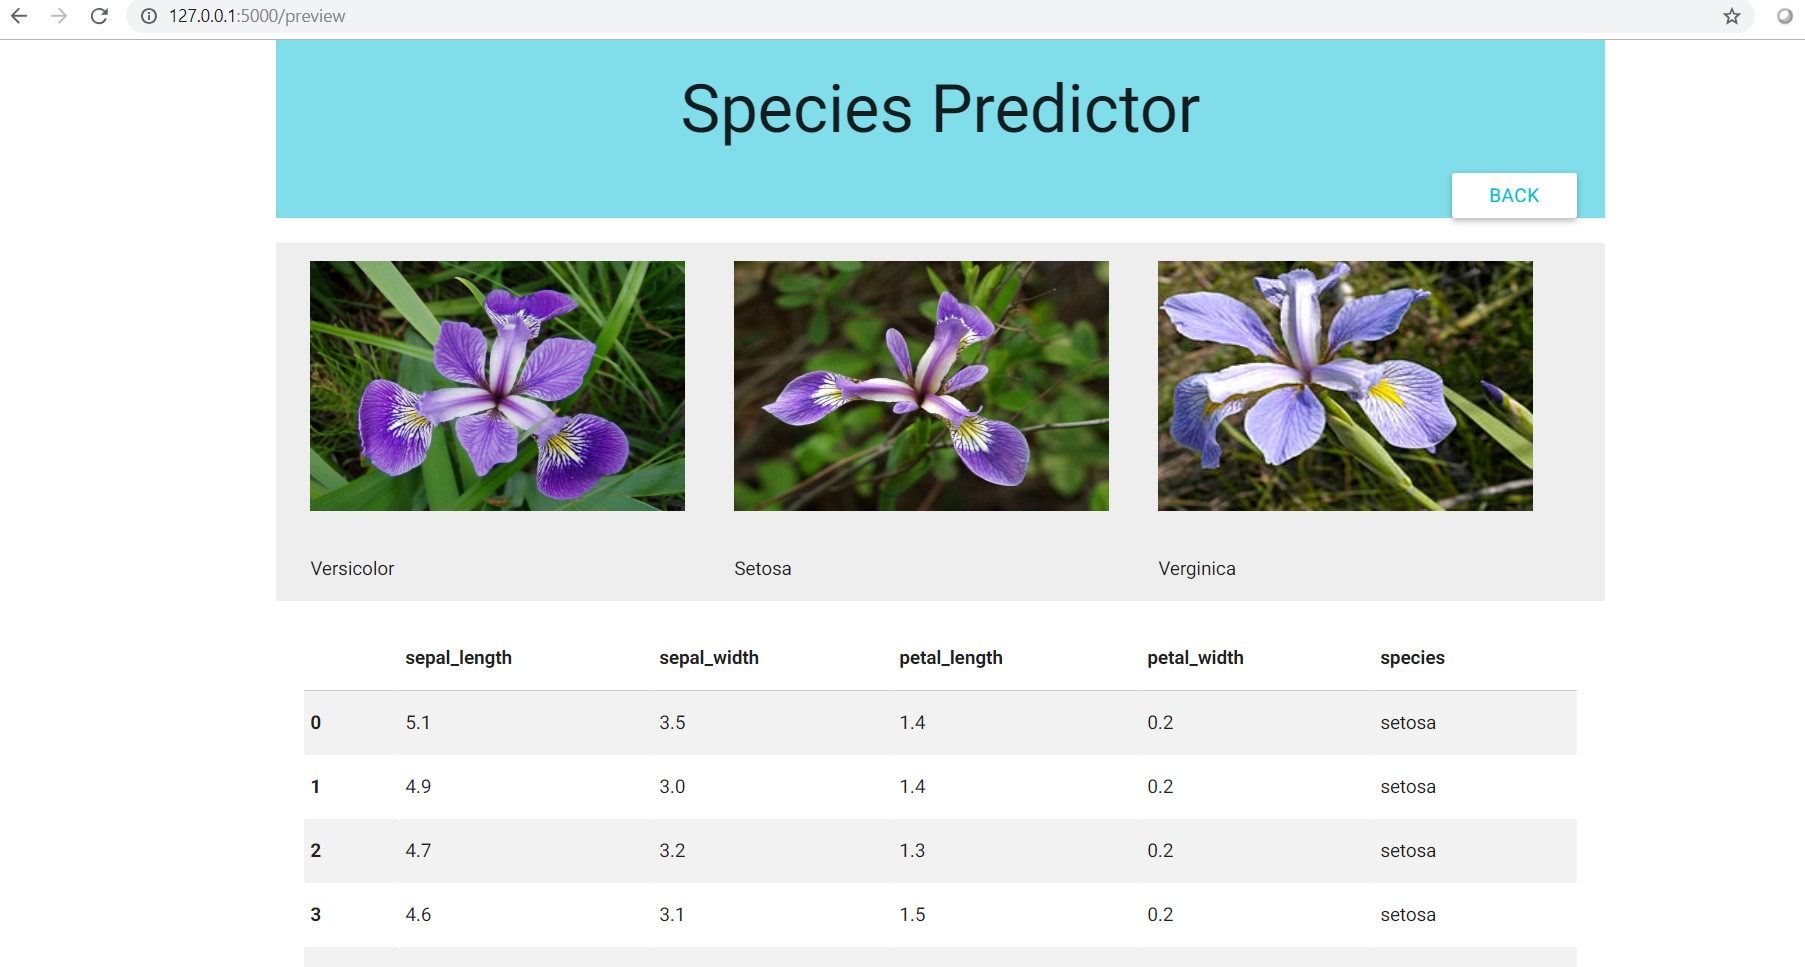 127.0.0.1:5000/preview
Species Predictor
BACK
Versicolor Setosa Verginica
sepal_length sepal_width petal_length petal_width species
0 5.1 3.5 1.4 0.2 setosa
1 4.9 3.0 1.4 0.2 setosa
2 4.7 3.2 1.3 0.2 setosa
3 4.6 3.1 1.5 0.2 setosa